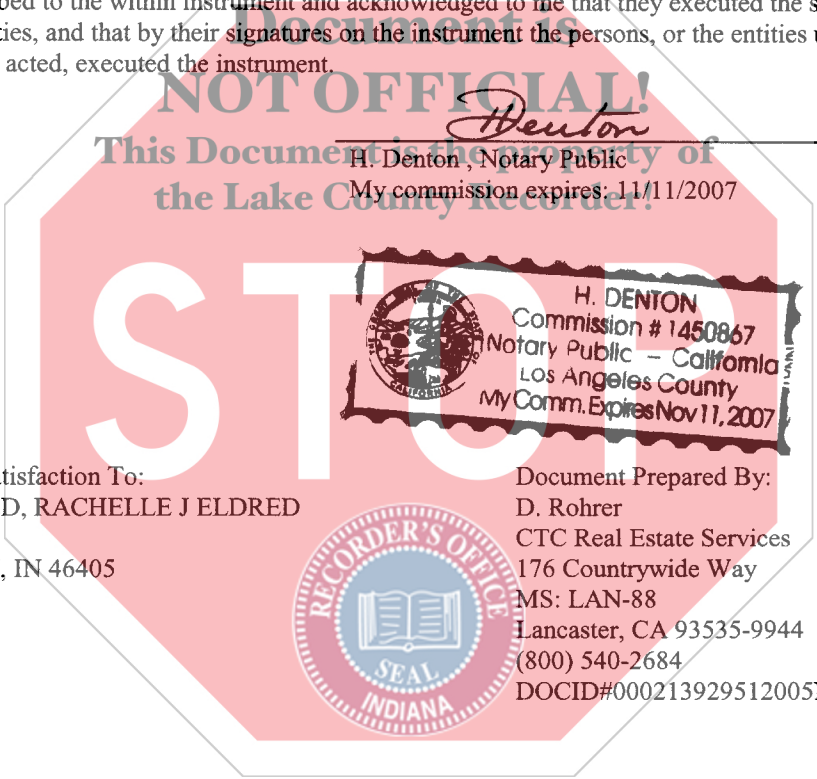 bed to the within instrument and acknowledged to me that they executed the s
ties, and that by their signatures on the instrument the persons, or the entities
acted, executed the instrument.
Document is
NOT OFFICIAL!
This Document is the property of
the Lake County Recorder!
Denton
H. Denton , Notary Public
My commission expires: 11/11/2007
STOP
H. DENTON
Commission # 1450867
Notary Public – California
Los Angeles County
My Comm. Expires Nov 11, 2007
CALIFORNIA
tisfaction To:
D, RACHELLE J ELDRED
, IN 46405
Document Prepared By:
D. Rohrer
CTC Real Estate Services
176 Countrywide Way
MS: LAN-88
Lancaster, CA 93535-9944
(800) 540-2684
DOCID#000213929512005
RECORDER'S OFFICE
SEAL
INDIANA